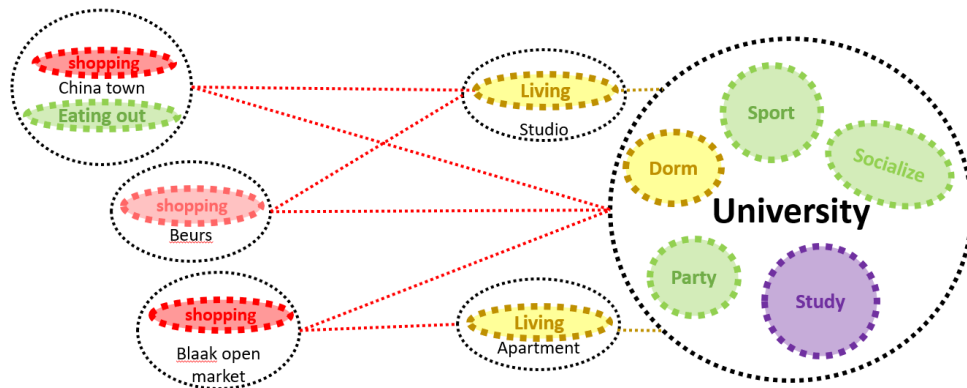 shopping
China town
Eating out
shopping
Beurs
shopping
Blaak open
market
Living
Studio
Living
Apartment
Sport
Socialize
Dorm
University
Party
Study